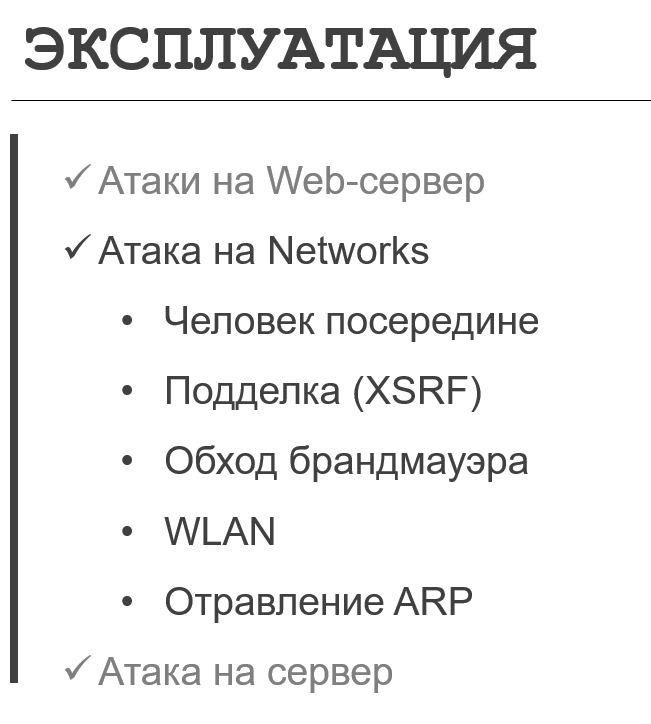 ЭКСПЛУАТАЦИЯ
✓ Атаки на Web-сервер
✓ Атака на Networks
• Человек посередине
• Подделка (XSRF)
• Обход брандмауэра
• WLAN
• Отравление ARP
✓ Атака на сервер